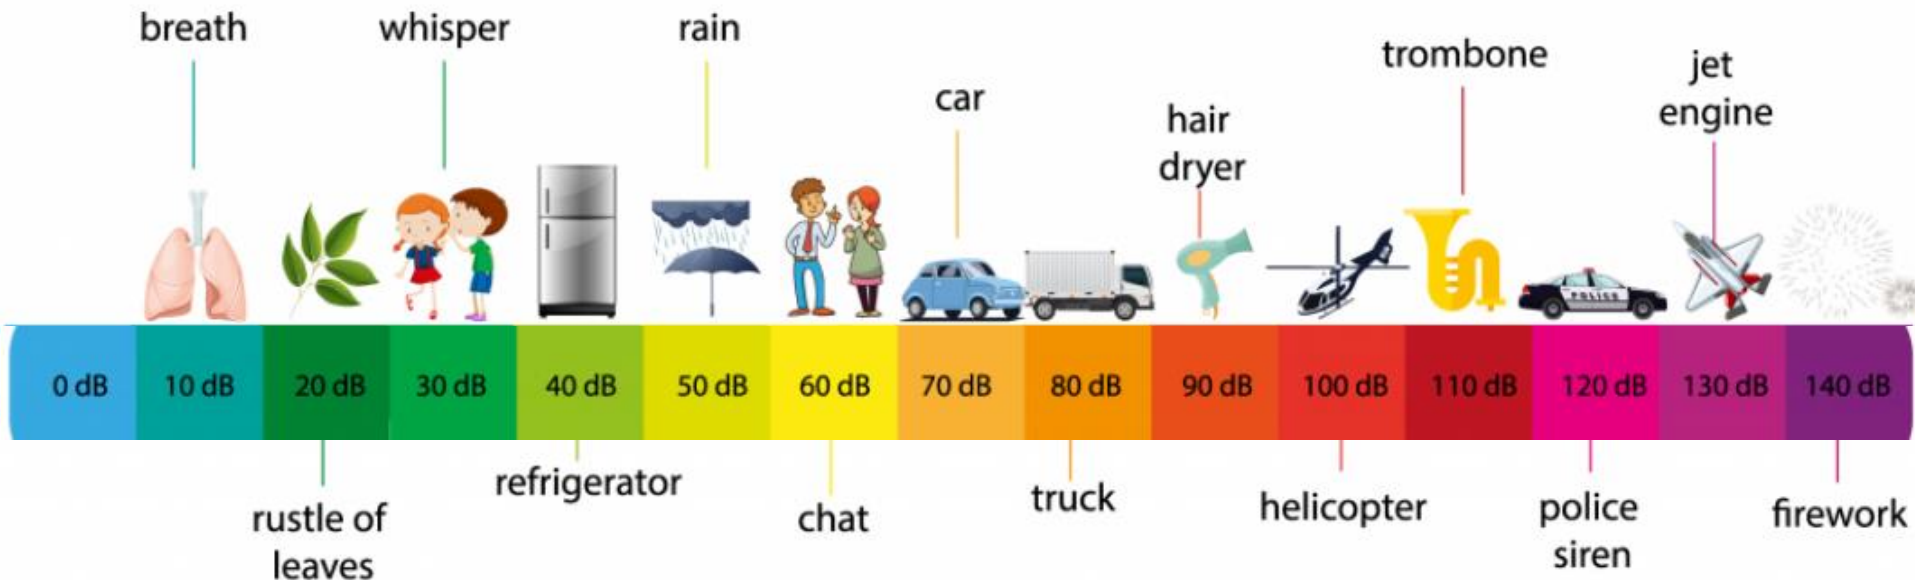 breath
whisper
rain
car
hair
dryer
trombone
jet
engine
POLICE
0 dB
10 dB
20 dB
30 dB
40 dB
50 dB
60 dB
70 dB
80 dB
90 dB
100 dB
110 dB
120 dB
130 dB
140 dB
rustle of
leaves
refrigerator
chat
truck
helicopter
police
siren
firework